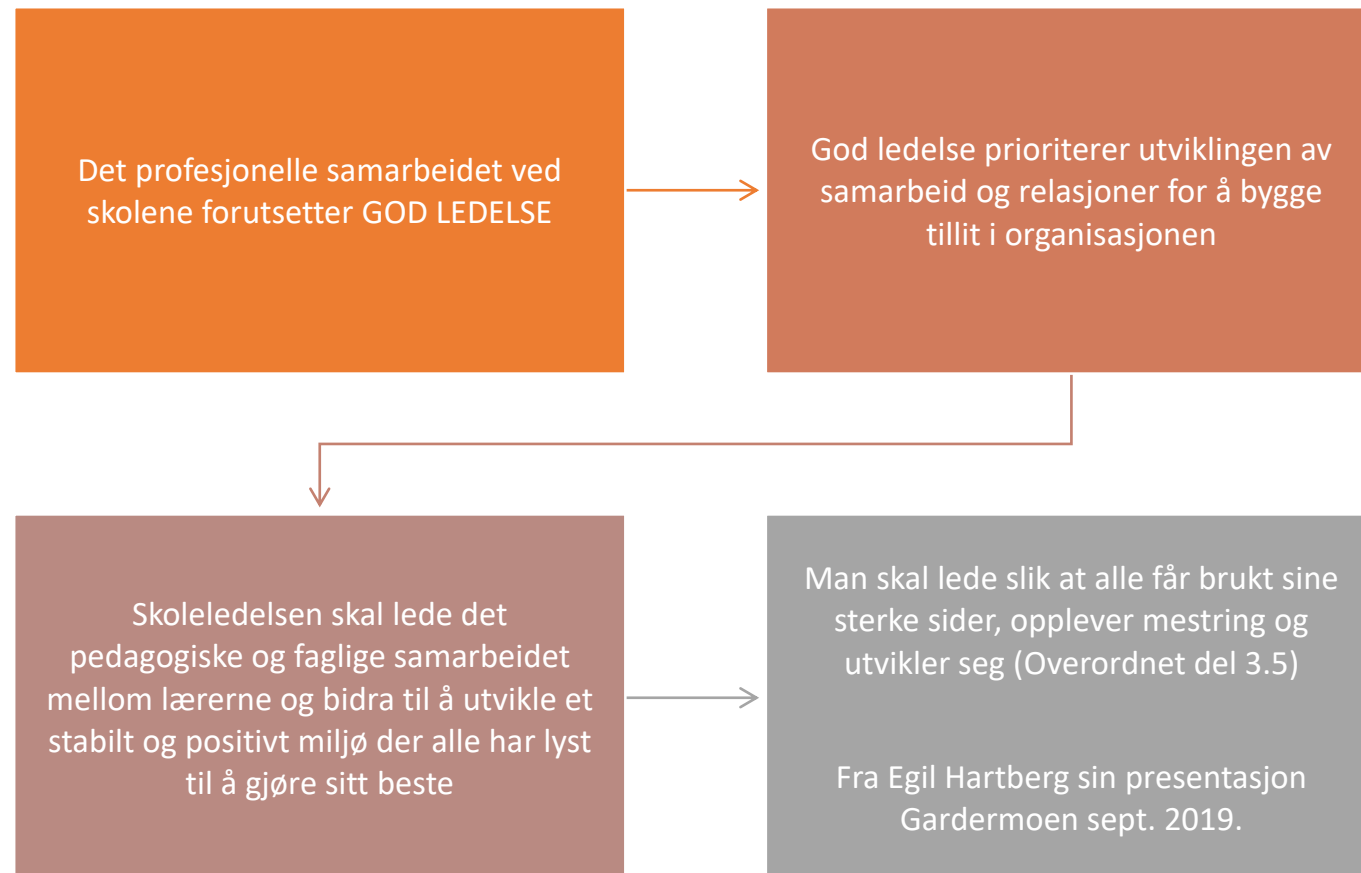 Det profesjonelle samarbeidet ved
skolene forutsetter GOD LEDELSE
God ledelse prioriterer utviklingen av
samarbeid og relasjoner for å bygge
tillit i organisasjonen
Skoleledelsen skal lede det
pedagogiske og faglige samarbeidet
mellom lærerne og bidra til å utvikle et
stabilt og positivt miljø der alle har lyst
til å gjøre sitt beste
Man skal lede slik at alle får brukt sine
sterke sider, opplever mestring og
utvikler seg (Overordnet del 3.5)
Fra Egil Hartberg sin presentasjon
Gardermoen sept. 2019.